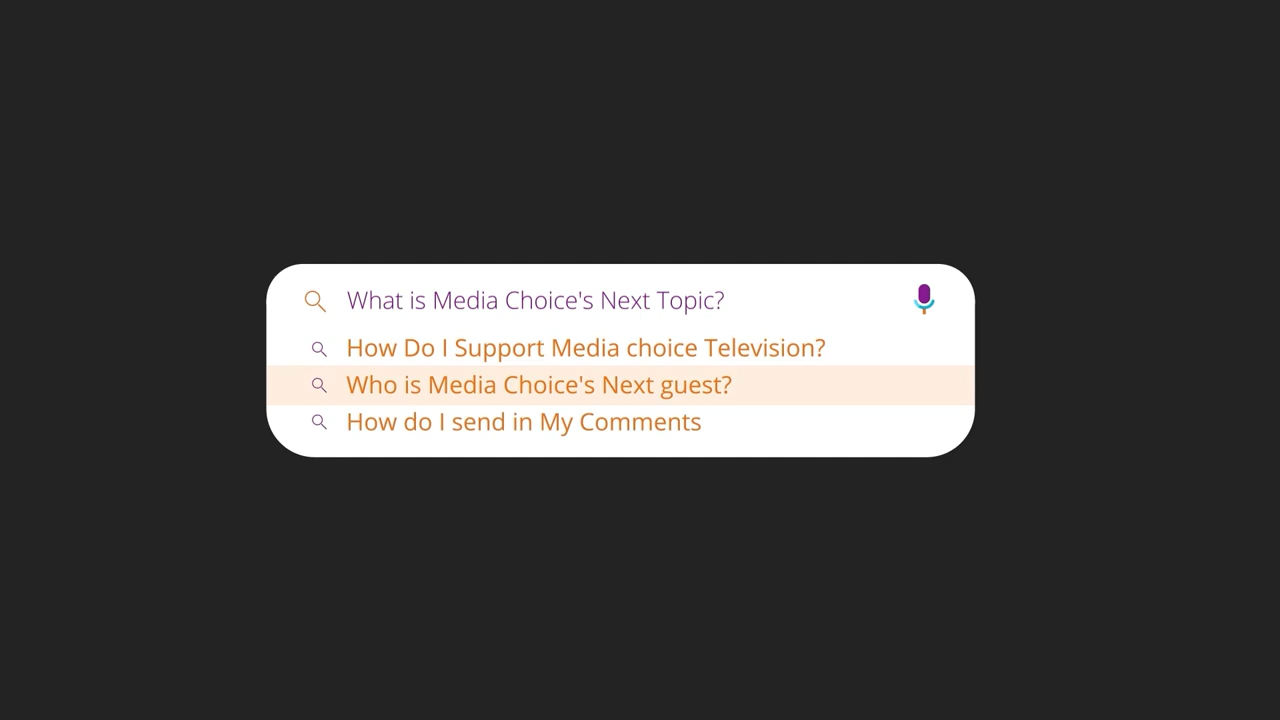 What is Media Choice's Next Topic?
How Do I Support Media choice Television?
Who is Media Choice's Next guest?
How do I send in My Comments